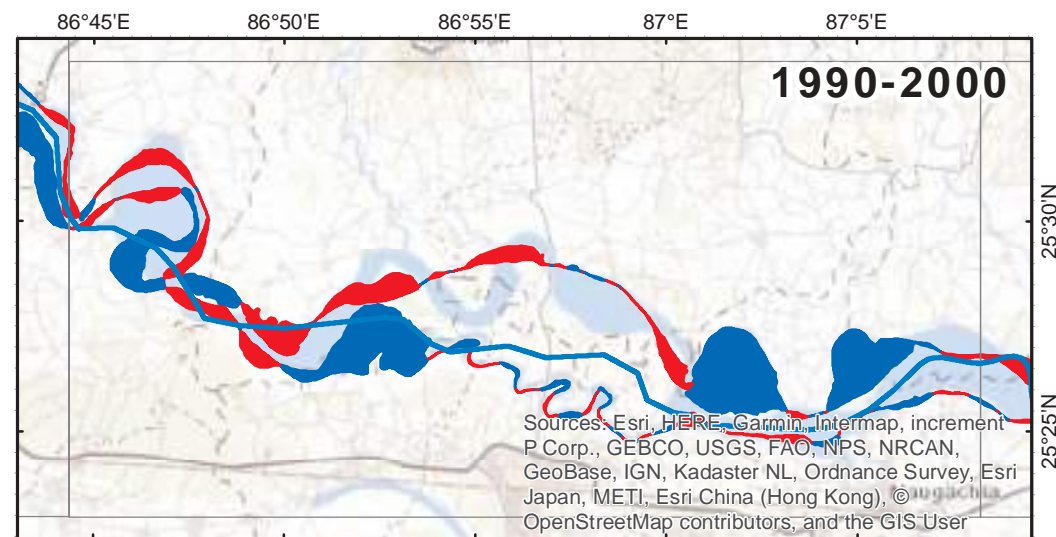 86°45'E 86°50'E 86°55'E 87°0'E 87°5'E
1990-2000
25°30'N
25°25'N
Sources: Esri, HERE, Garmin, Intermap, increment
P Corp., GEBCO, USGS, FAO, NPS, NRCAN,
GeoBase, IGN, Kadaster NL, Ordnance Survey, Esri
Japan, METI, Esri China (Hong Kong), ©
OpenStreetMap contributors, and the GIS User